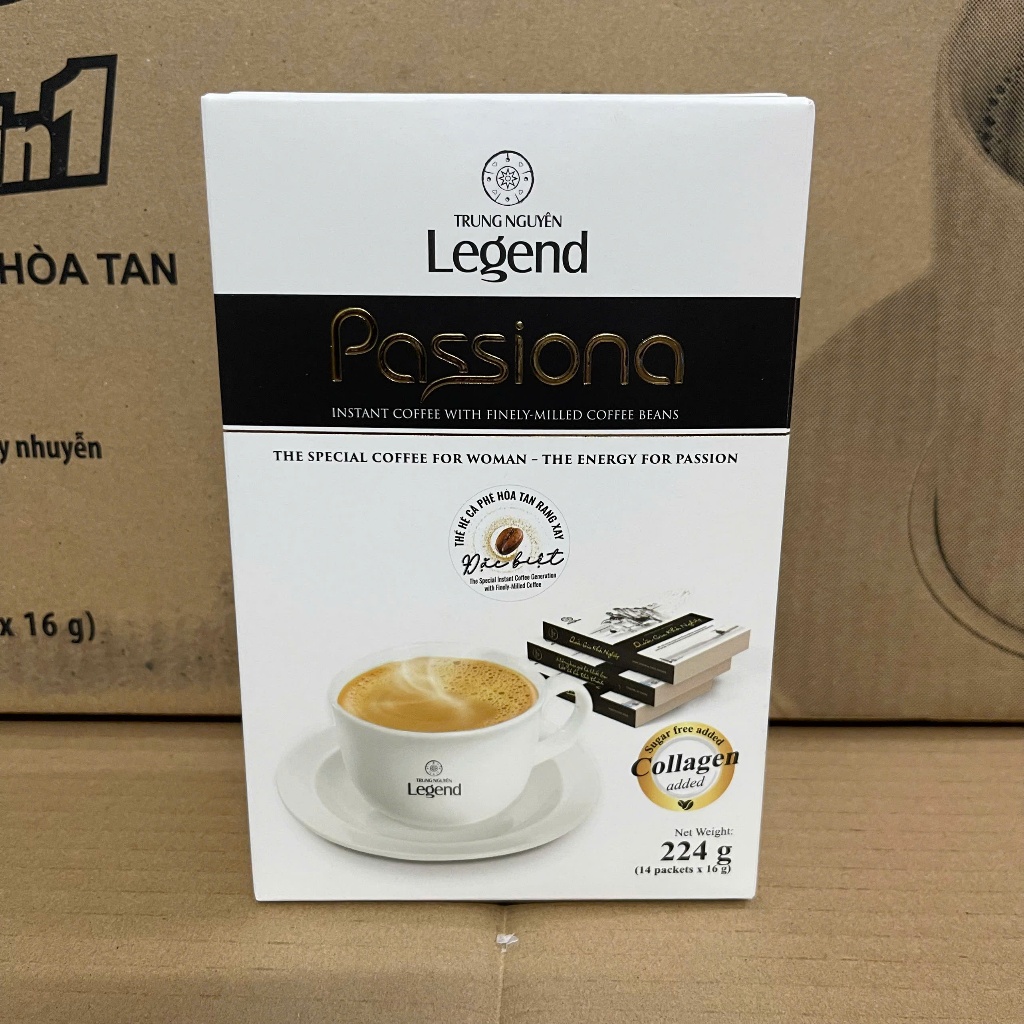 in1
HÒA TAN
y nhuyễn
x 16 g)
TRUNG NGUYÊN
Legend
Passiona
INSTANT COFFEE WITH FINELY-MILLED COFFEE BEANS
THE SPECIAL COFFEE FOR WOMAN – THE ENERGY FOR PASSION
THẾ HỆ CÀ PHÊ HÒA TAN RANG XAY
Đặc biệt
The Special Instant Coffee Generation
with Finely-Milled Coffee
TRUNG NGUYÊN
Legend
Sugar free added
Collagen
added
Net Weight:
224 g
(14 packets x 16 g)